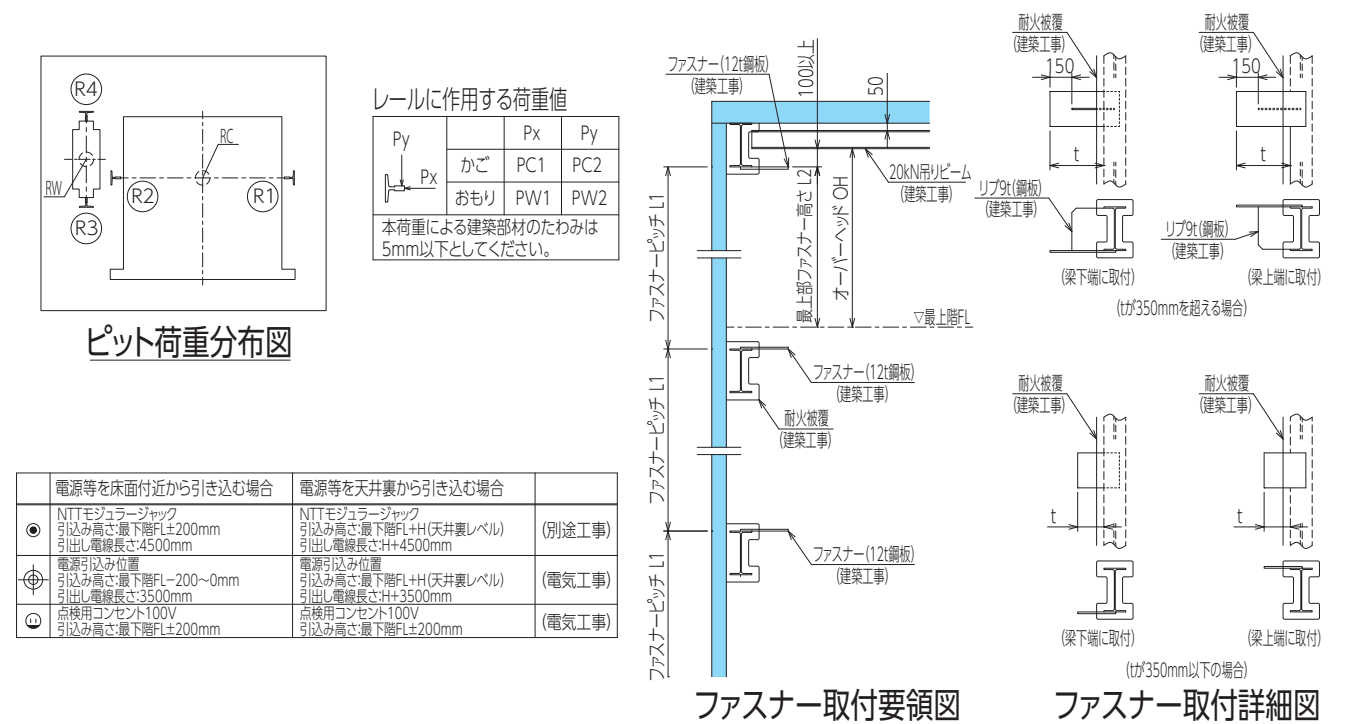 R4
RW
R3
R2
RC
R1
ピット荷重分布図
レールに作用する荷重値
Py
Px
Px
Py
かご
PC1
PC2
おもり
PW1
PW2
本荷重による建築部材のたわみは
5mm以下としてください。
電源等を床面付近から引き込む場合
電源等を天井裏から引き込む場合
NTTモジュラージャック
引込み高さ:最下階FL±200mm
引出し電線長さ:4500mm
NTTモジュラージャック
引込み高さ:最下階FL+H(天井裏レベル)
引出し電線長さ:H+4500mm
(別途工事)
電源引込み位置
引込み高さ:最下階FL−200〜0mm
引出し電線長さ:3500mm
電源引込み位置
引込み高さ:最下階FL+H(天井裏レベル)
引出し電線長さ:H+3500mm
(電気工事)
点検用コンセント100V
引込み高さ:最下階FL±200mm
点検用コンセント100V
引込み高さ:最下階FL±200mm
(電気工事)
ファスナー(12t鋼板)
(建築工事)
100以上
50
20kN吊りビーム
(建築工事)
ファスナーピッチ L1
最上部ファスナー高さ L2
オーバーヘッド OH
▽最上階FL
ファスナー(12t鋼板)
(建築工事)
耐火被覆
(建築工事)
ファスナーピッチ L1
ファスナー(12t鋼板)
(建築工事)
ファスナーピッチ L1
ファスナー取付要領図
耐火被覆
(建築工事)
150
t
リブ9t(鋼板)
(建築工事)
(梁下端に取付)
耐火被覆
(建築工事)
150
t
リブ9t(鋼板)
(建築工事)
(梁上端に取付)
(tが350mmを超える場合)
耐火被覆
(建築工事)
t
(梁下端に取付)
耐火被覆
(建築工事)
t
(梁上端に取付)
(tが350mm以下の場合)
ファスナー取付詳細図